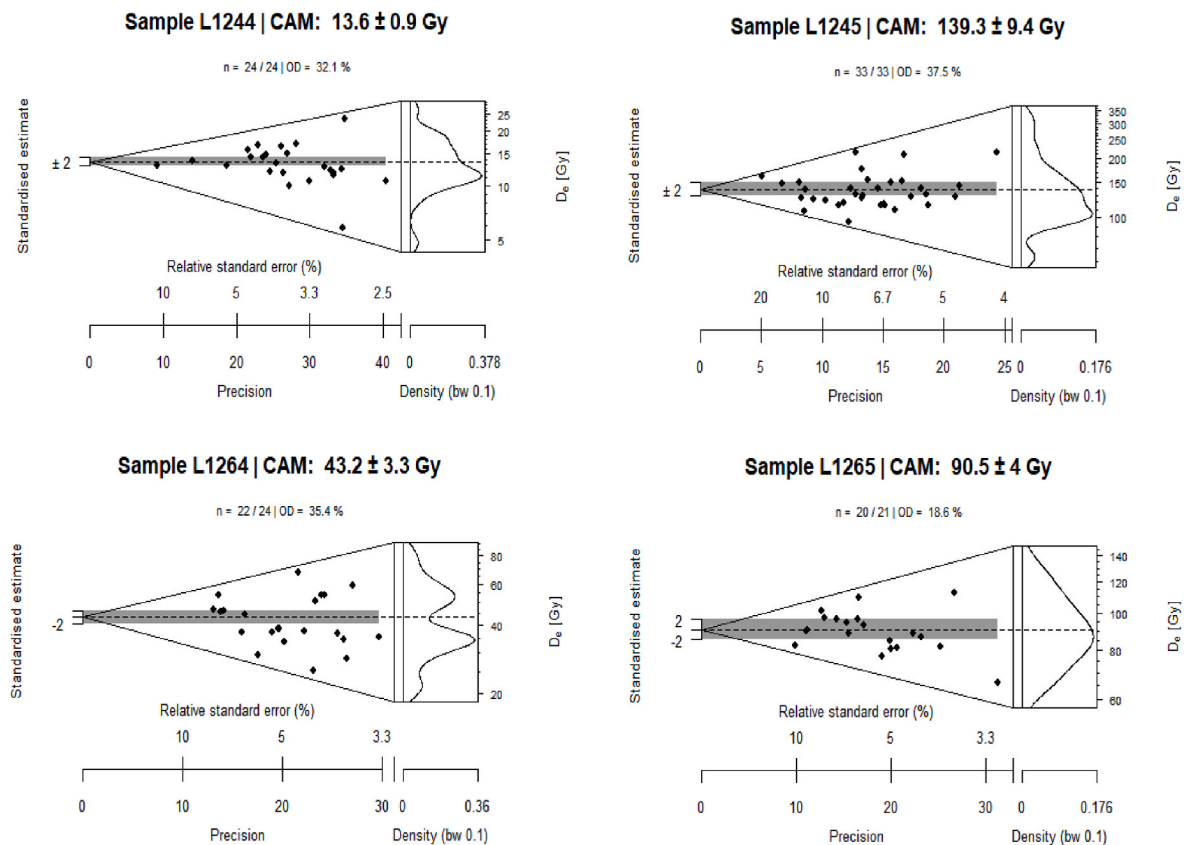 Sample L1244 | CAM: 13.6 ± 0.9 Gy
n = 24 / 24 | OD = 32.1 %
Standardised estimate
± 2
25
20
15
10
5
De [Gy]
Relative standard error (%)
10 5 3.3 2.5
0 10 20 30 40 0 0.378
Precision Density (bw 0.1)
Sample L1245 | CAM: 139.3 ± 9.4 Gy
n = 33 / 33 | OD = 37.5 %
Standardised estimate
± 2
350
300
250
200
150
100
De [Gy]
Relative standard error (%)
20 10 6.7 5 4
0 5 10 15 20 25 0 0.176
Precision Density (bw 0.1)
Sample L1264 | CAM: 43.2 ± 3.3 Gy
n = 22 / 24 | OD = 35.4 %
Standardised estimate
-2
80
60
40
20
De [Gy]
Relative standard error (%)
10 5 3.3
0 10 20 30 0 0.36
Precision Density (bw 0.1)
Sample L1265 | CAM: 90.5 ± 4 Gy
n = 20 / 21 | OD = 18.6 %
Standardised estimate
2
-2
140
120
100
80
60
De [Gy]
Relative standard error (%)
10 5 3.3
0 10 20 30 0 0.176
Precision Density (bw 0.1)